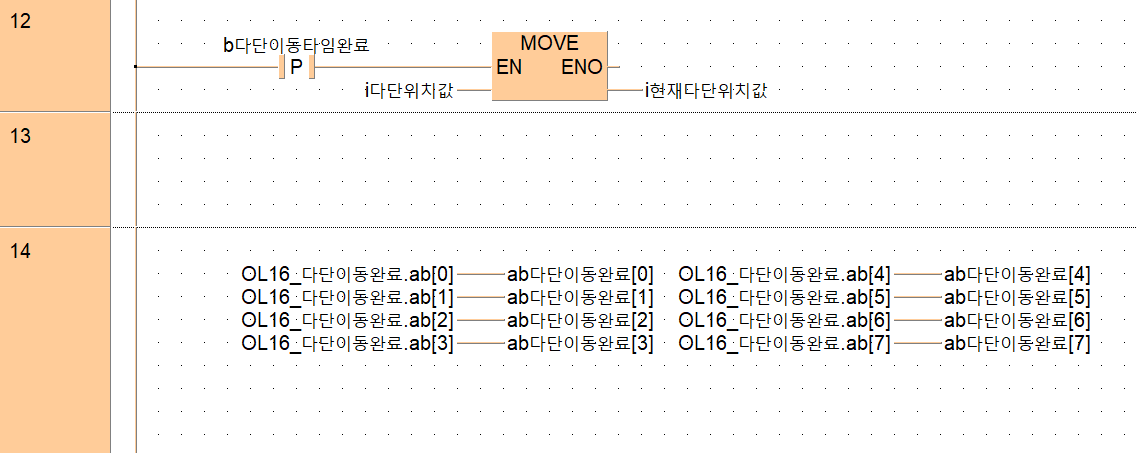 12
b다단이동타임완료
P
MOVE
EN ENO
i다단위치값
i현재다단위치값
13
14
OL16_다단이동완료.ab[0] ab다단이동완료[0] OL16_다단이동완료.ab[4] ab다단이동완료[4]
OL16_다단이동완료.ab[1] ab다단이동완료[1] OL16_다단이동완료.ab[5] ab다단이동완료[5]
OL16_다단이동완료.ab[2] ab다단이동완료[2] OL16_다단이동완료.ab[6] ab다단이동완료[6]
OL16_다단이동완료.ab[3] ab다단이동완료[3] OL16_다단이동완료.ab[7] ab다단이동완료[7]